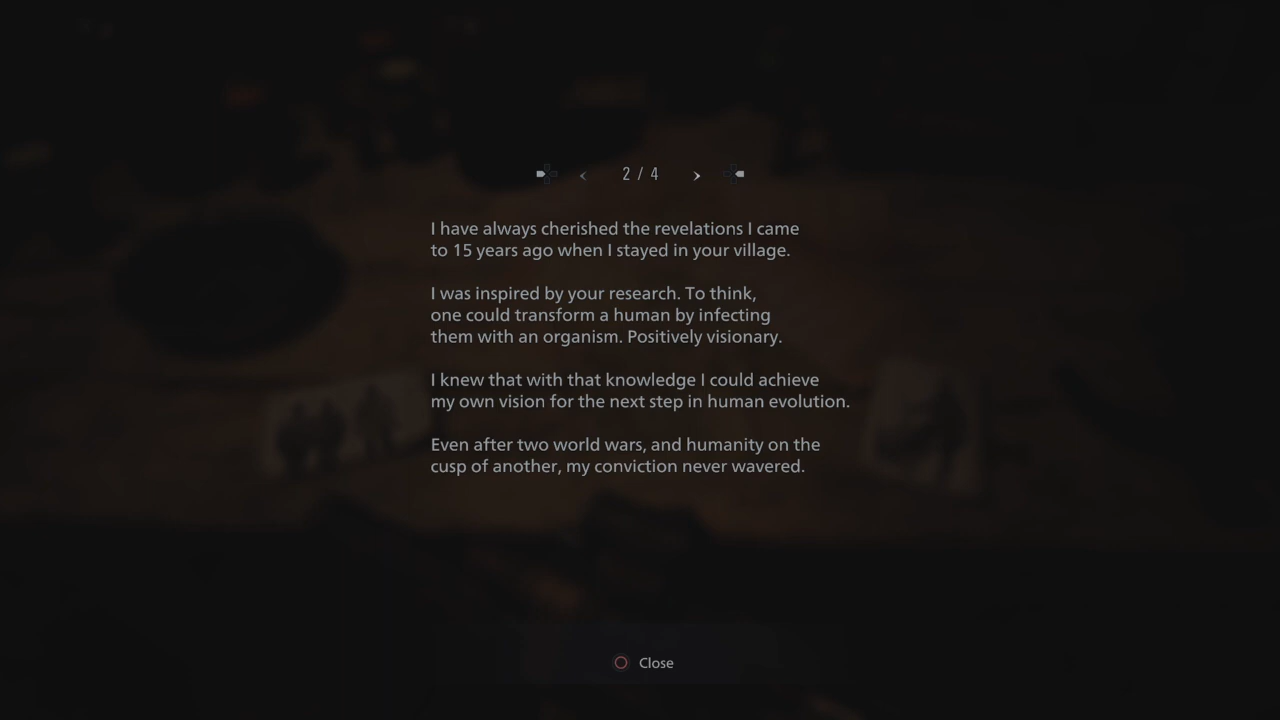 2 / 4
I have always cherished the revelations I came
to 15 years ago when I stayed in your village.
I was inspired by your research. To think,
one could transform a human by infecting
them with an organism. Positively visionary.
I knew that with that knowledge I could achieve
my own vision for the next step in human evolution.
Even after two world wars, and humanity on the
cusp of another, my conviction never wavered.
Close